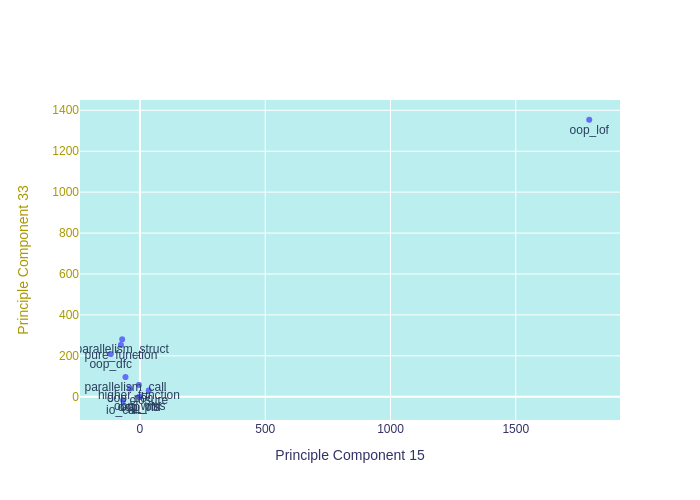 1400
1200
1000
800
600
400
200
0
Principle Component 33
oop_lof
parallelism_struct
pure_function
oop_dfc
parallelism_call
higher_function
closure
0
500
1000
1500
Principle Component 15